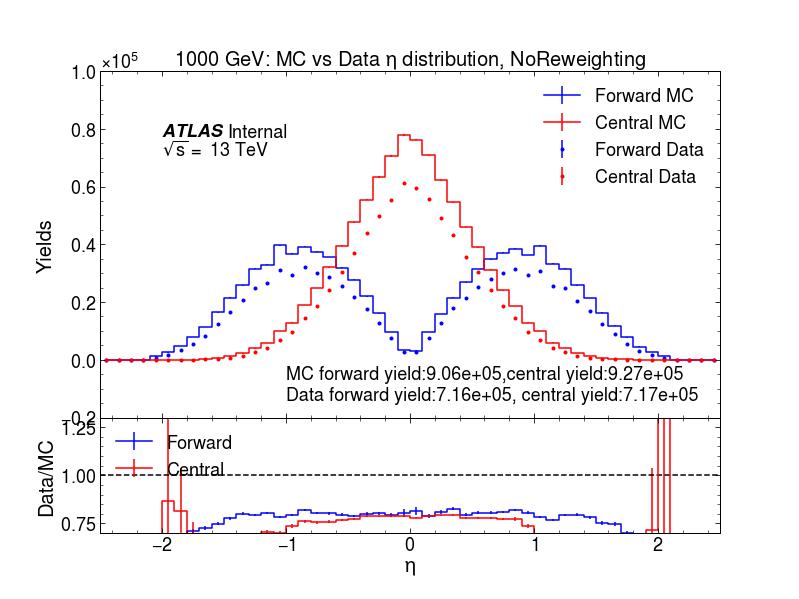 1000 GeV: MC vs Data η distribution, NoReweighting
×10⁵
1.0
0.8
0.6
0.4
0.2
0.0
0.2
Yields
ATLAS Internal
√s = 13 TeV
Forward MC
Central MC
Forward Data
Central Data
MC forward yield:9.06e+05,central yield:9.27e+05
Data forward yield:7.16e+05, central yield:7.17e+05
1.25
1.00
0.75
Data/MC
Forward
Central
−2 −1 0 1 2
η